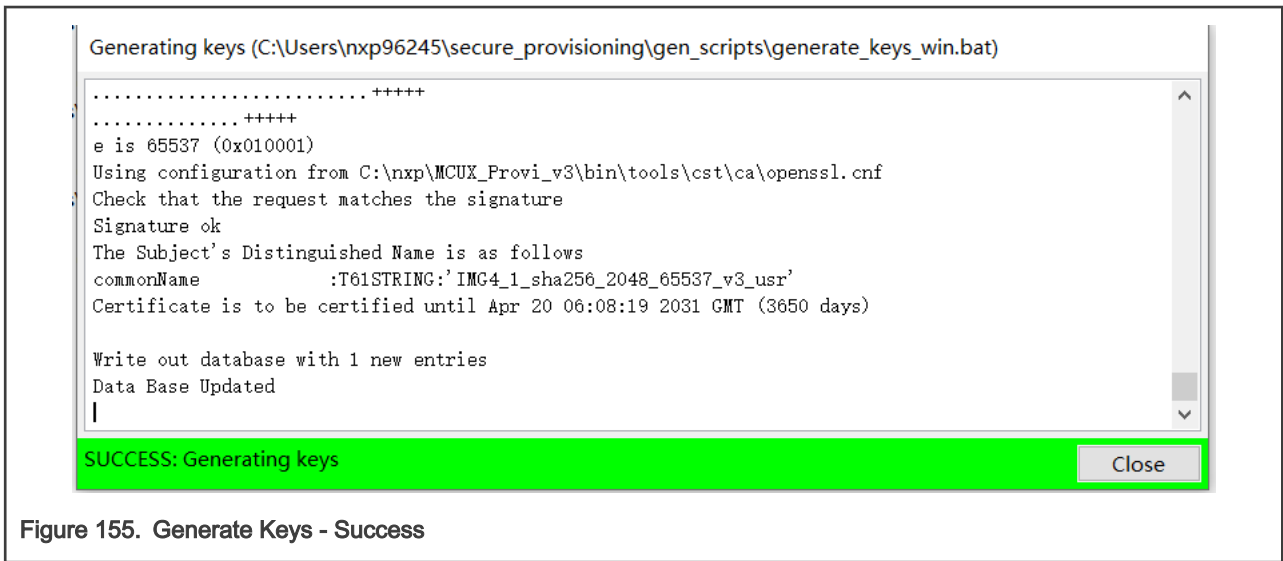 Generating keys (C:\Users\nxp96245\secure_provisioning\gen_scripts\generate_keys_win.bat)
..........................+++++
..............+++++
e is 65537 (0x010001)
Using configuration from C:\nxp\MCUX_Provi_v3\bin\tools\cst\ca\openssl.cnf
Check that the request matches the signature
Signature ok
The Subject's Distinguished Name is as follows
commonName            :T61STRING:'IMG4_1_sha256_2048_65537_v3_usr'
Certificate is to be certified until Apr 20 06:08:19 2031 GMT (3650 days)
Write out database with 1 new entries
Data Base Updated
SUCCESS: Generating keys
Close
Figure 155. Generate Keys - Success